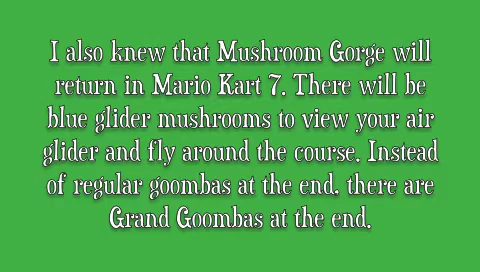 I also knew that Mushroom Gorge will
return in Mario Kart 7. There will be
blue glider mushrooms to view your air
glider and fly around the course. Instead
of regular goombas at the end. there are
Grand Goombas at the end.